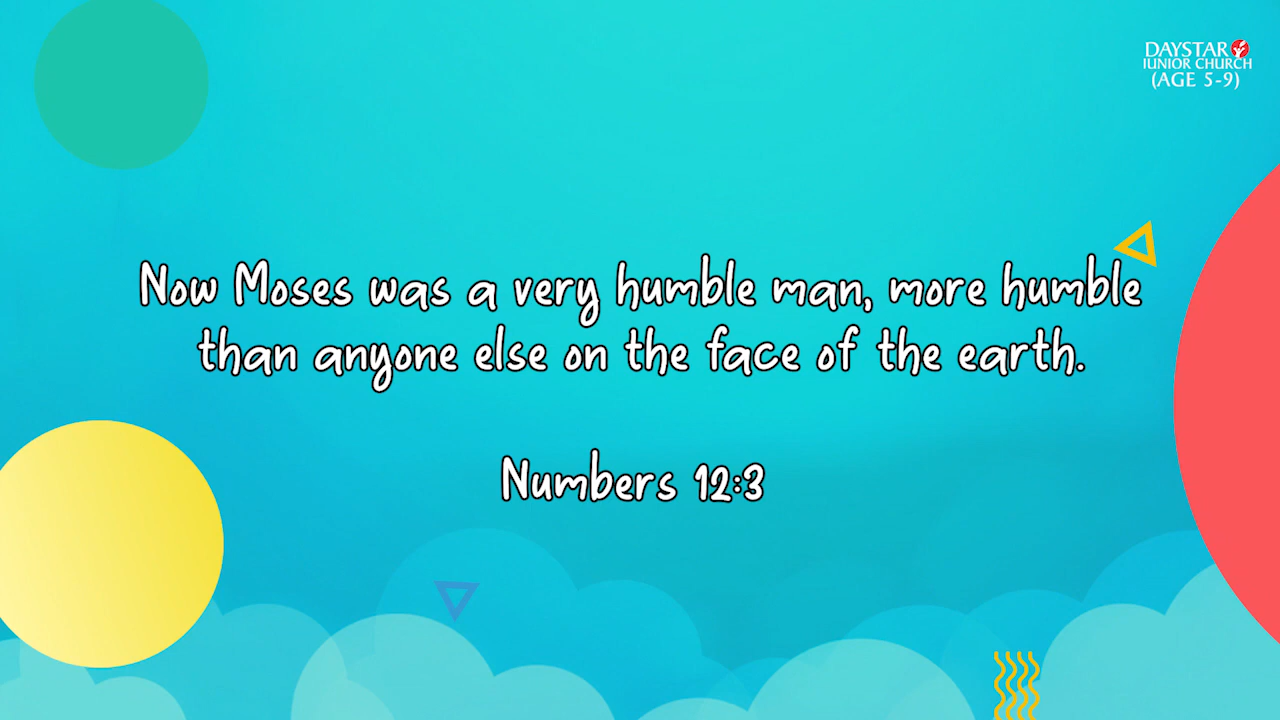 DAYSTAR
JUNIOR CHURCH
(AGE 5-9)
Now Moses was a very humble man, more humble
than anyone else on the face of the earth.
Numbers 12:3